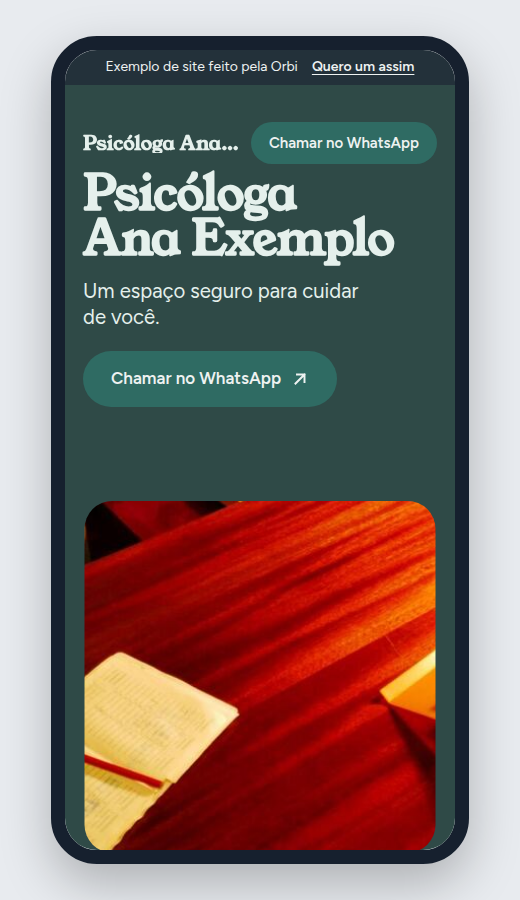 Exemplo de site feito pela Orbi Quero um assim
Psicóloga Ana... Chamar no WhatsApp
Psicóloga
Ana Exemplo
Um espaço seguro para cuidar
de você.
Chamar no WhatsApp